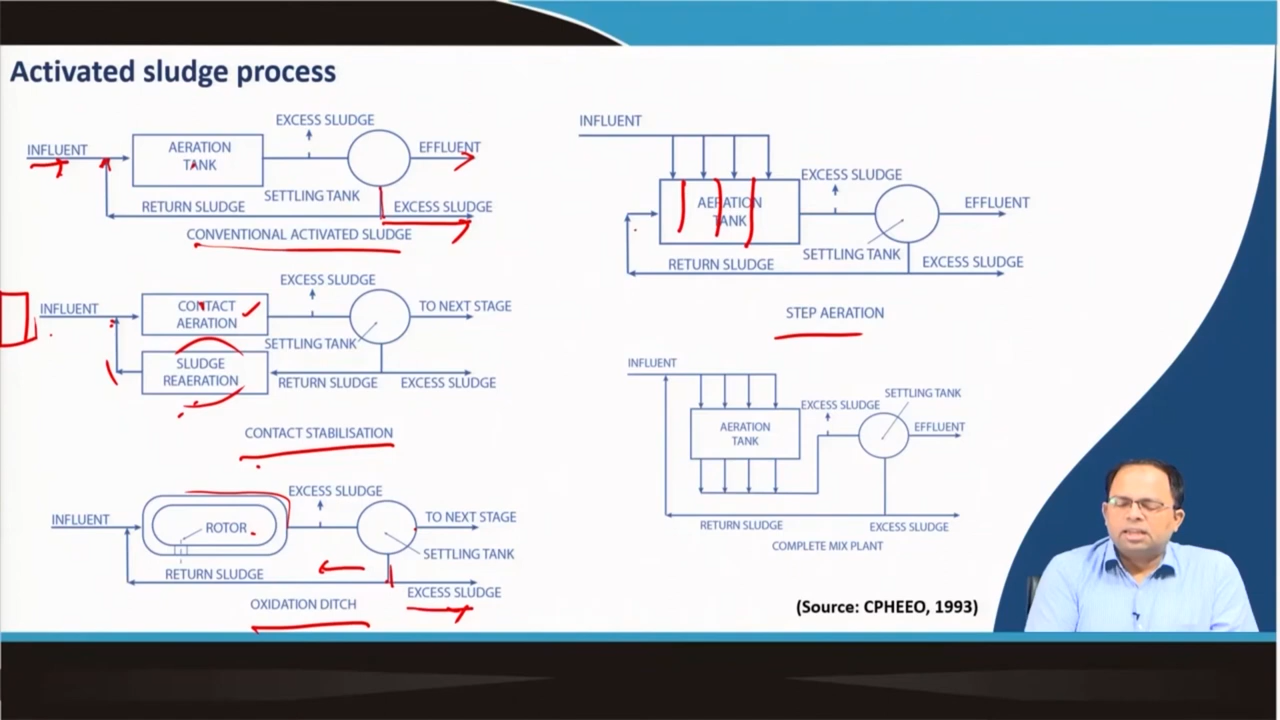 Activated sludge process
EXCESS SLUDGE
INFLUENT
AERATION
TANK
EFFLUENT
SETTLING TANK
RETURN SLUDGE
EXCESS SLUDGE
CONVENTIONAL ACTIVATED SLUDGE
EXCESS SLUDGE
INFLUENT
CONTACT
AERATION
TO NEXT STAGE
SETTLING TANK
SLUDGE
REAERATION
RETURN SLUDGE
EXCESS SLUDGE
CONTACT STABILISATION
EXCESS SLUDGE
INFLUENT
ROTOR
TO NEXT STAGE
SETTLING TANK
RETURN SLUDGE
EXCESS SLUDGE
OXIDATION DITCH
INFLUENT
EXCESS SLUDGE
AERATION
TANK
EFFLUENT
SETTLING TANK
RETURN SLUDGE
EXCESS SLUDGE
STEP AERATION
INFLUENT
SETTLING TANK
EXCESS SLUDGE
AERATION
TANK
EFFLUENT
RETURN SLUDGE
EXCESS SLUDGE
COMPLETE MIX PLANT
(Source: CPHEEO, 1993)